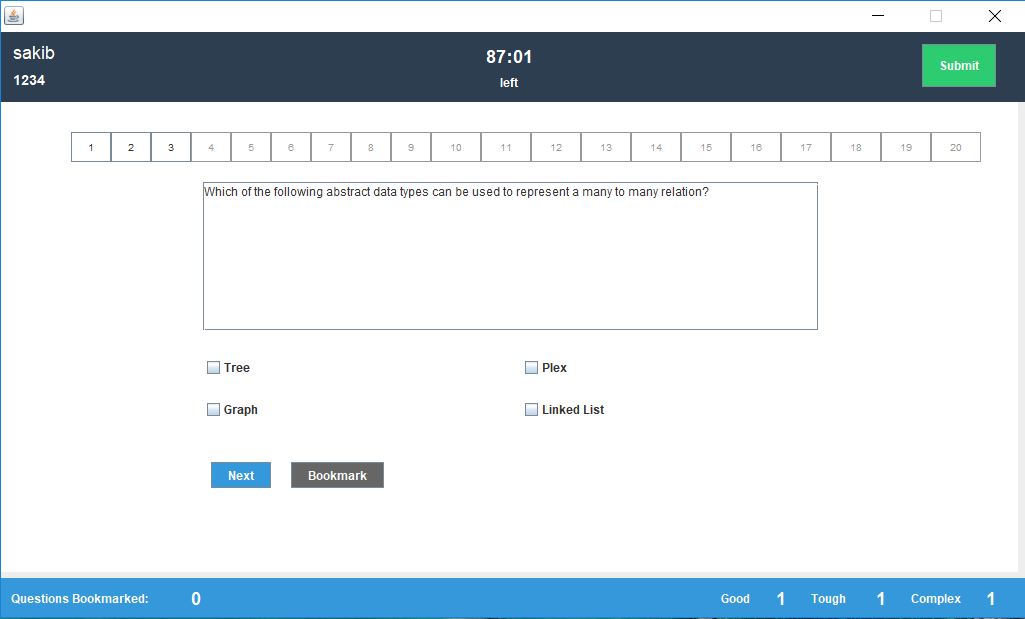 sakib
1234
87:01
left
Submit
1 2 3 4 5 6 7 8 9 10 11 12 13 14 15 16 17 18 19 20
Which of the following abstract data types can be used to represent a many to many relation?
Tree Plex
Graph Linked List
Next Bookmark
Questions Bookmarked: 0 Good 1 Tough 1 Complex 1